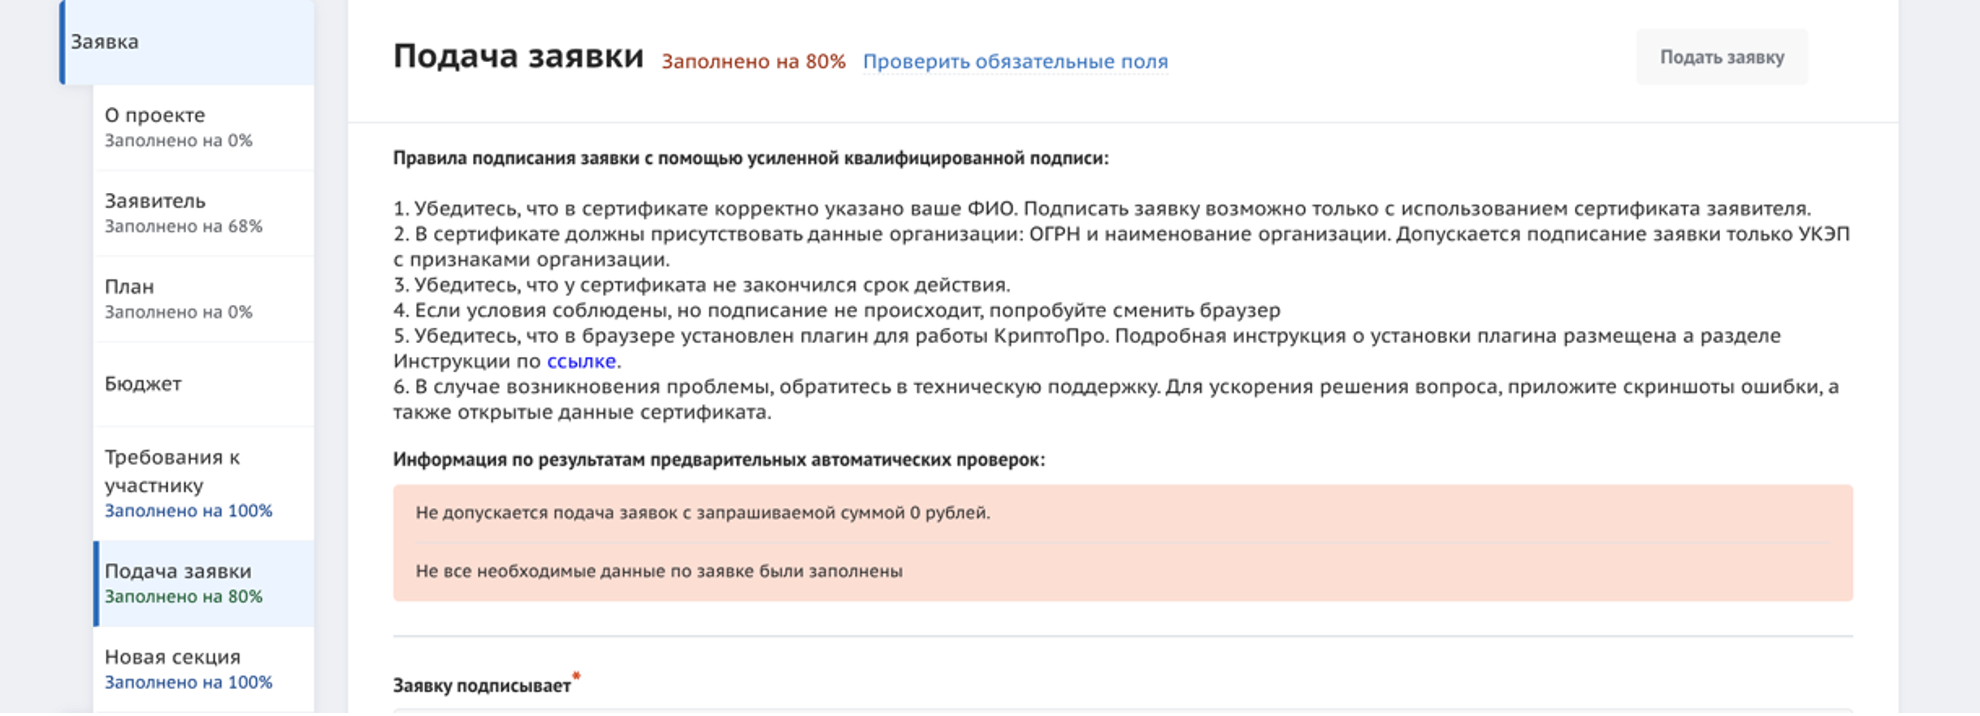 Заявка
О проекте
Заполнено на 0%
Заявитель
Заполнено на 68%
План
Заполнено на 0%
Бюджет
Требования к
участнику
Заполнено на 100%
Подача заявки
Заполнено на 80%
Новая секция
Заполнено на 100%
Подача заявки Заполнено на 80% Проверить обязательные поля Подать заявку
Правила подписания заявки с помощью усиленной квалифицированной подписи:
1. Убедитесь, что в сертификате корректно указано ваше ФИО. Подписать заявку возможно только с использованием сертификата заявителя.
2. В сертификате должны присутствовать данные организации: ОГРН и наименование организации. Допускается подписание заявки только УКЭП
с признаками организации.
3. Убедитесь, что у сертификата не закончился срок действия.
4. Если условия соблюдены, но подписание не происходит, попробуйте сменить браузер
5. Убедитесь, что в браузере установлен плагин для работы КриптоПро. Подробная инструкция о установки плагина размещена а разделе
Инструкции по ссылке.
6. В случае возникновения проблемы, обратитесь в техническую поддержку. Для ускорения решения вопроса, приложите скриншоты ошибки, а
также открытые данные сертификата.
Информация по результатам предварительных автоматических проверок:
Не допускается подача заявок с запрашиваемой суммой 0 рублей.
Не все необходимые данные по заявке были заполнены
Заявку подписывает*